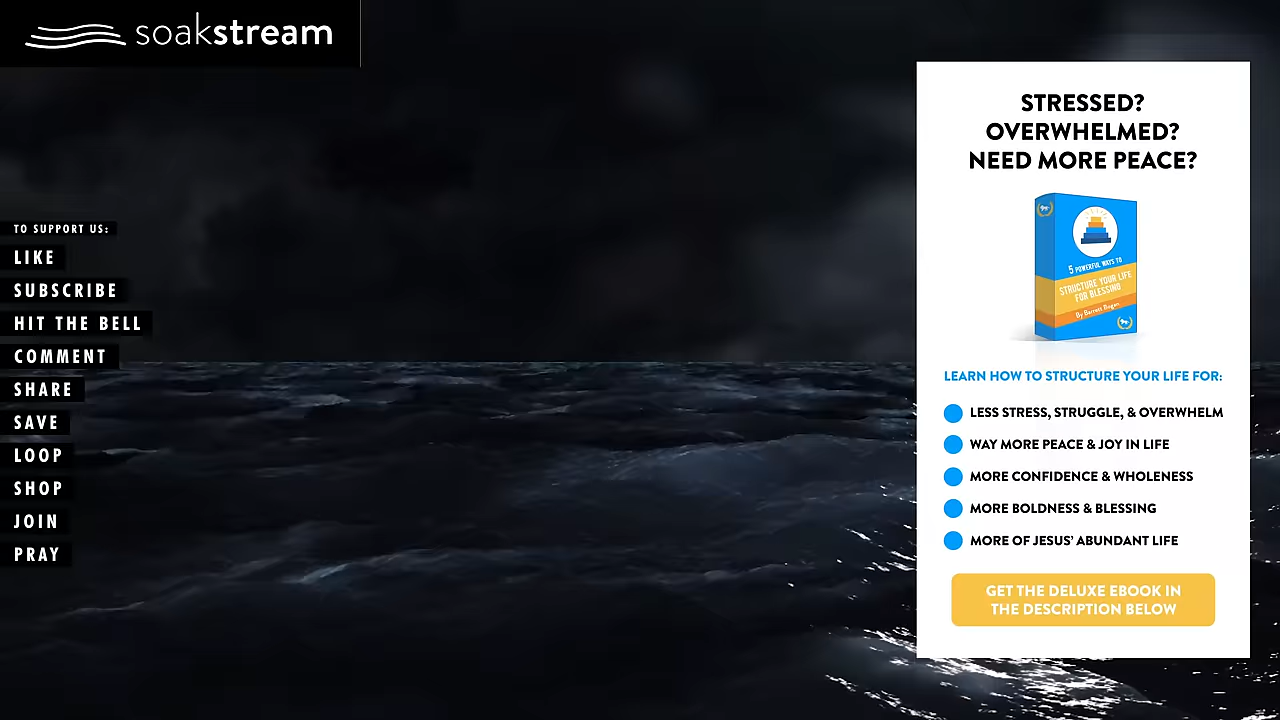 soakstream
TO SUPPORT US:
LIKE
SUBSCRIBE
HIT THE BELL
COMMENT
SHARE
SAVE
LOOP
SHOP
JOIN
PRAY
STRESSED?
OVERWHELMED?
NEED MORE PEACE?
5 POWERFUL WAYS TO
STRUCTURE YOUR LIFE
FOR BLESSING
By Barrett Bogan
LEARN HOW TO STRUCTURE YOUR LIFE FOR:
LESS STRESS, STRUGGLE, & OVERWHELM
WAY MORE PEACE & JOY IN LIFE
MORE CONFIDENCE & WHOLENESS
MORE BOLDNESS & BLESSING
MORE OF JESUS' ABUNDANT LIFE
GET THE DELUXE EBOOK IN
THE DESCRIPTION BELOW